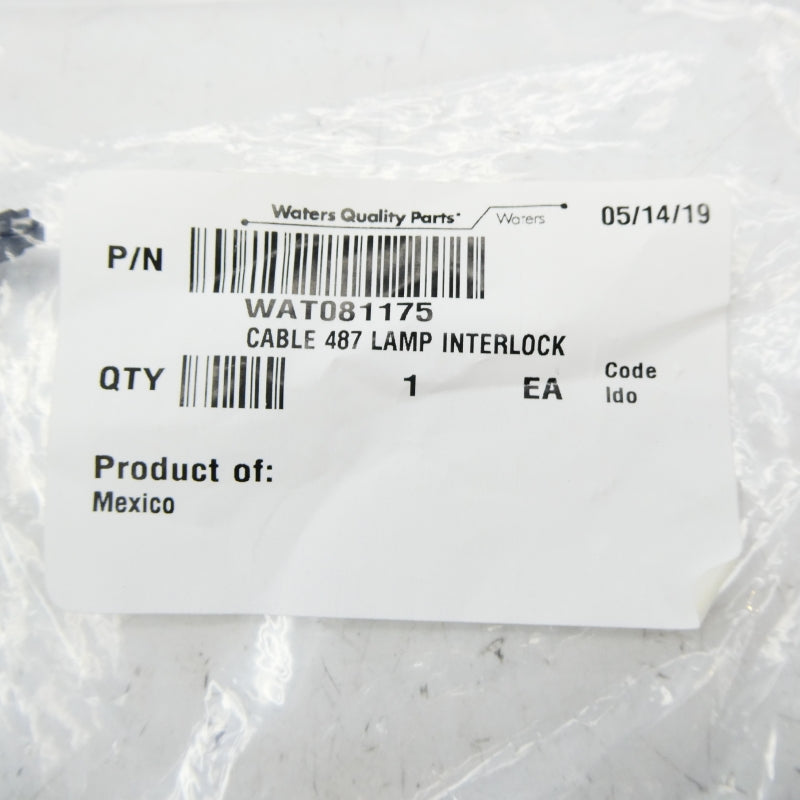 Waters Quality Parts Waters 05/14/19
P/N
WAT081175
CABLE 487 LAMP INTERLOCK
QTY 1 EA Code
Ido
Product of:
Mexico